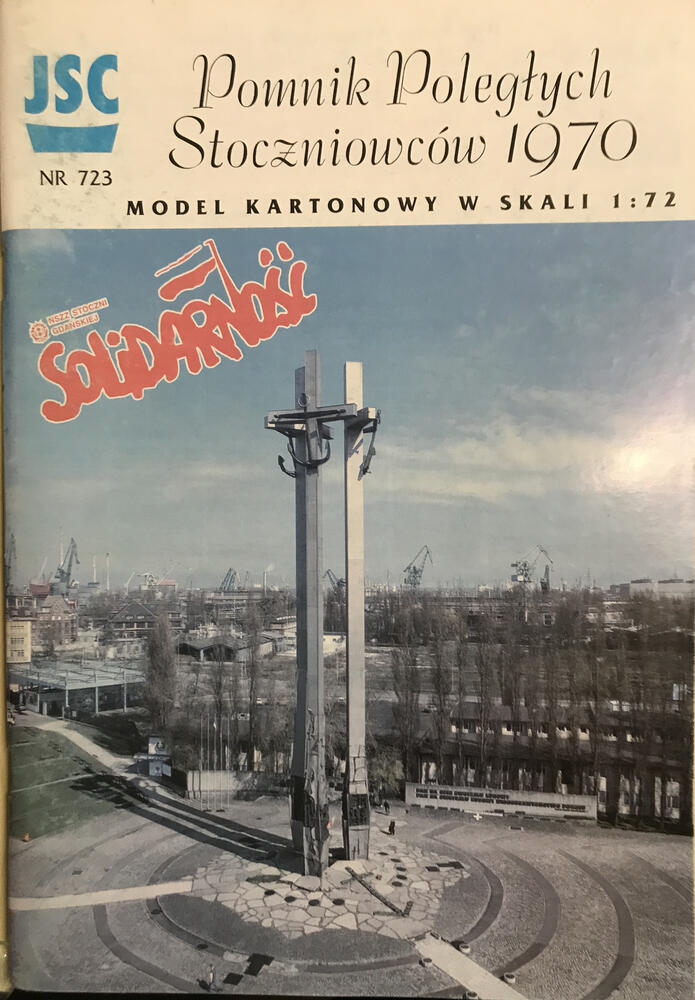 JSC
NR 723
Pomnik Poległych
Stoczniowców 1970
MODEL KARTONOWY W SKALI 1:72
NSZZ STOCZNI
GDAŃSKIEJ
SOLIDARNOŚĆ